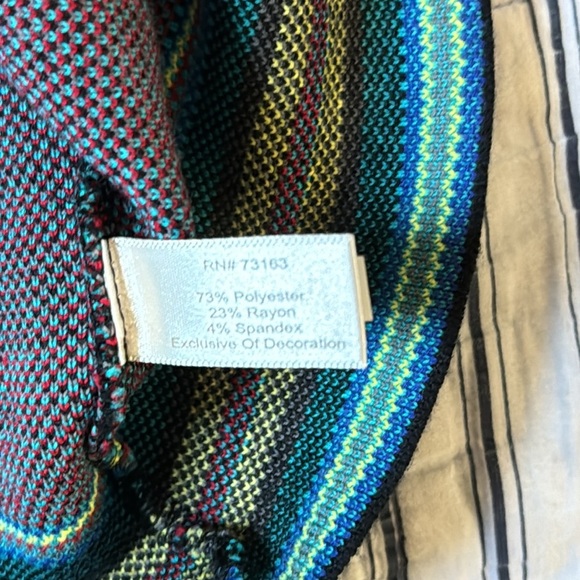 RN# 73163
73% Polyester
23% Rayon
4% Spandex
Exclusive Of Decoration